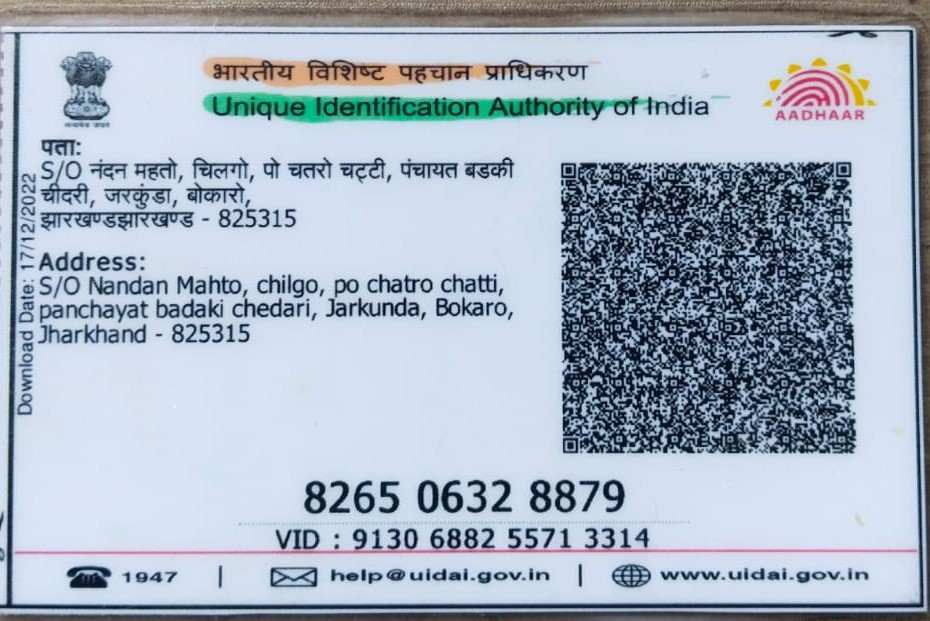 भारतीय विशिष्ट पहचान प्राधिकरण
Unique Identification Authority of India
AADHAAR
पता:
S/O नंदन महतो, चिलगो, पो चतरो चट्टी, पंचायत बडकी
चीदरी, जरकुंडा, बोकारो,
झारखण्डझारखण्ड - 825315
Address:
S/O Nandan Mahto, chilgo, po chatro chatti,
panchayat badaki chedari, Jarkunda, Bokaro,
Jharkhand - 825315
Download Date: 17/12/2022
8265 0632 8879
VID : 9130 6882 5571 3314
1947 | help@uidai.gov.in | www.uidai.gov.in